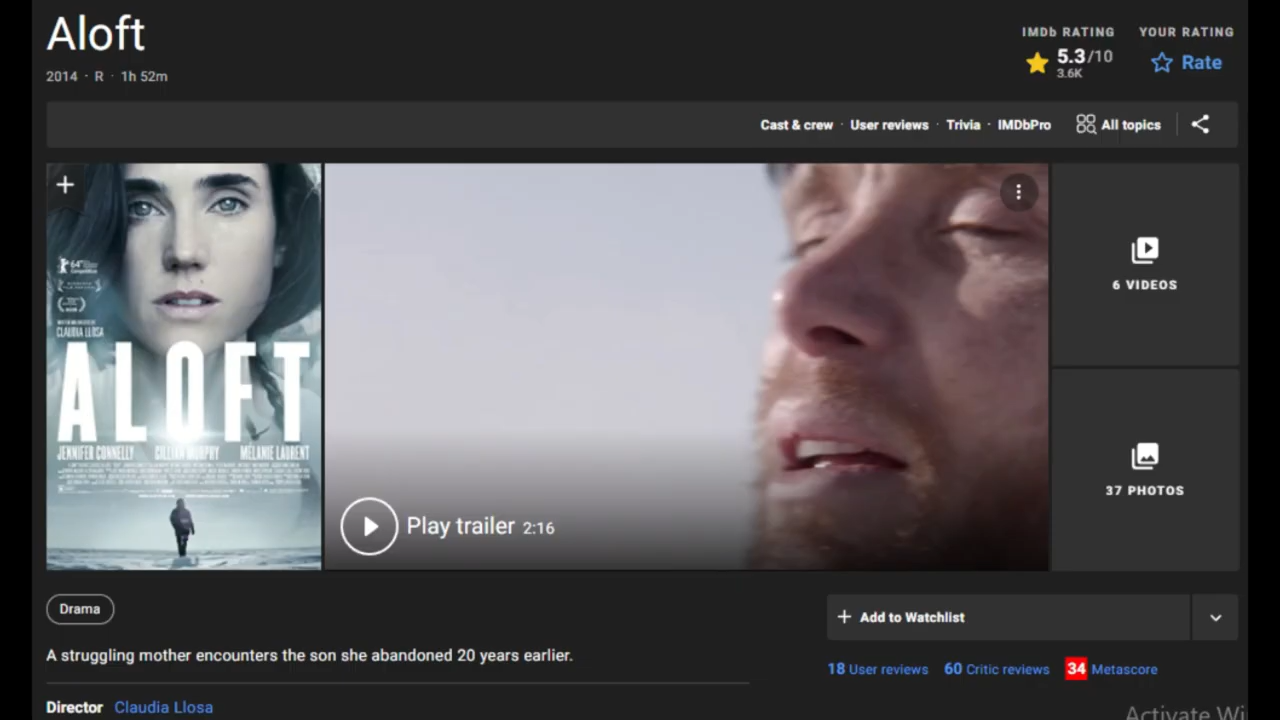 Aloft
2014 · R · 1h 52m
IMDb RATING
5.3/10
3.6K
YOUR RATING
Rate
Cast & crew · User reviews · Trivia · IMDbPro
All topics
64
CLAUDIA LLOSA
ALOFT
JENNIFER CONNELLY CILLIAN MURPHY MÉLANIE LAURENT
Play trailer 2:16
6 VIDEOS
37 PHOTOS
Drama
A struggling mother encounters the son she abandoned 20 years earlier.
Director Claudia Llosa
Add to Watchlist
18 User reviews 60 Critic reviews 34 Metascore
Activate Wi